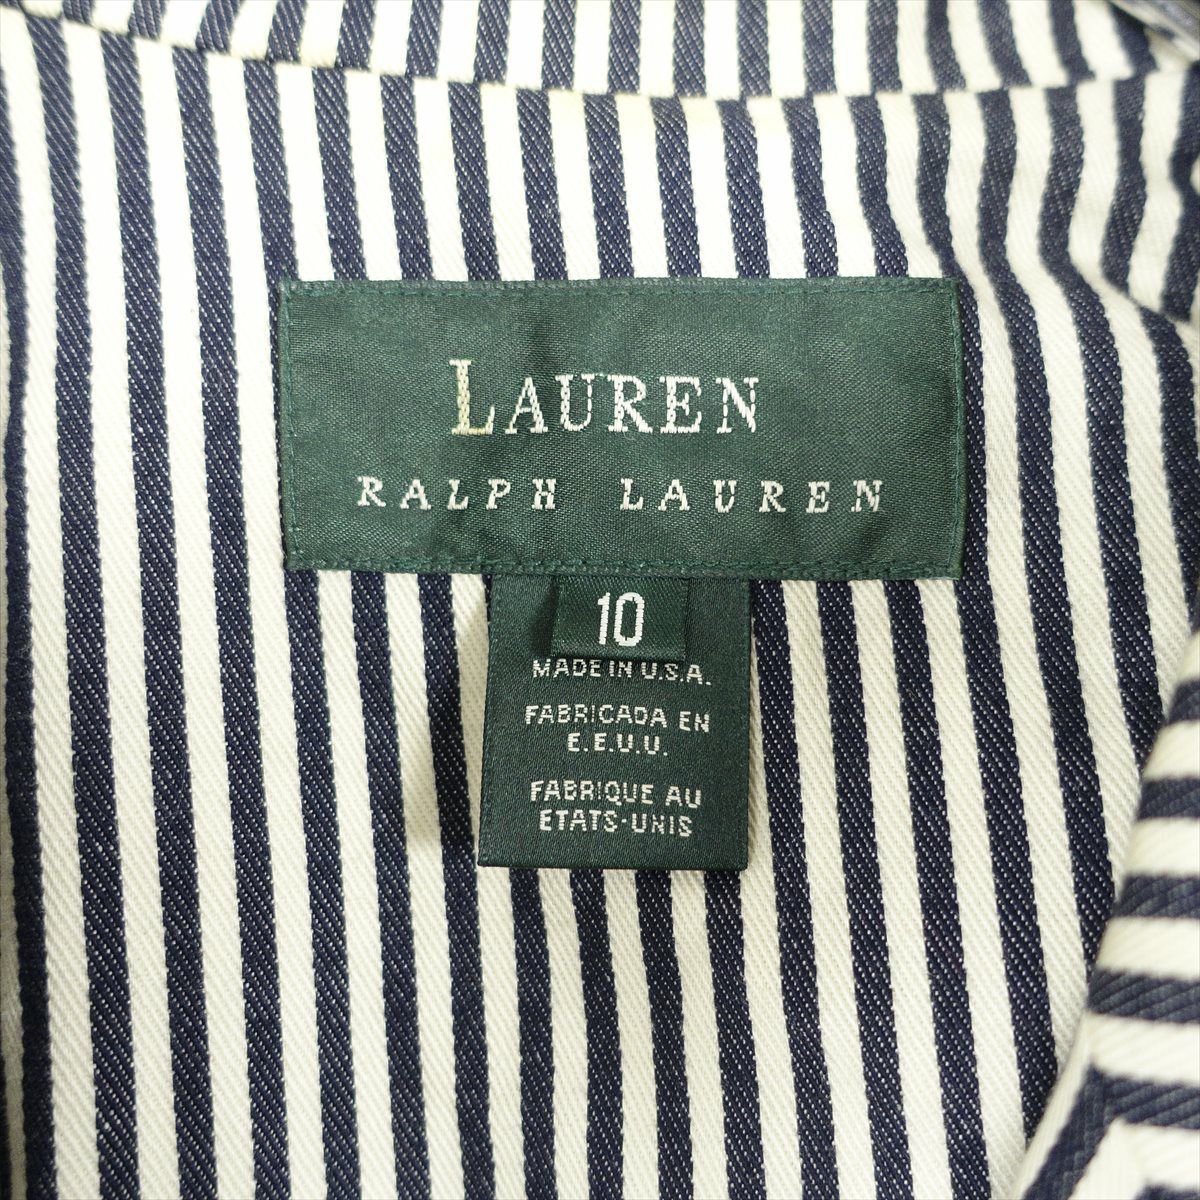 LAUREN
RALPH LAUREN
10
MADE IN U.S.A.
FABRICADA EN
E.E.U.U.
FABRIQUE AU
ETATS-UNIS